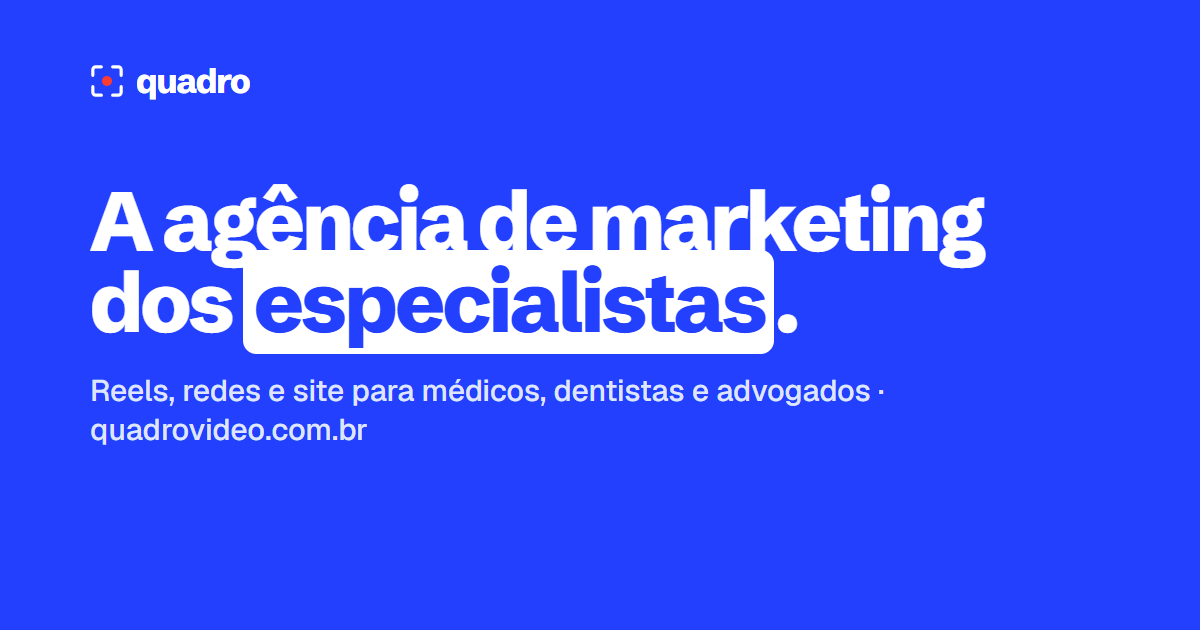 quadro
A agência de marketing
dos especialistas.
Reels, redes e site para médicos, dentistas e advogados ·
quadrovideo.com.br